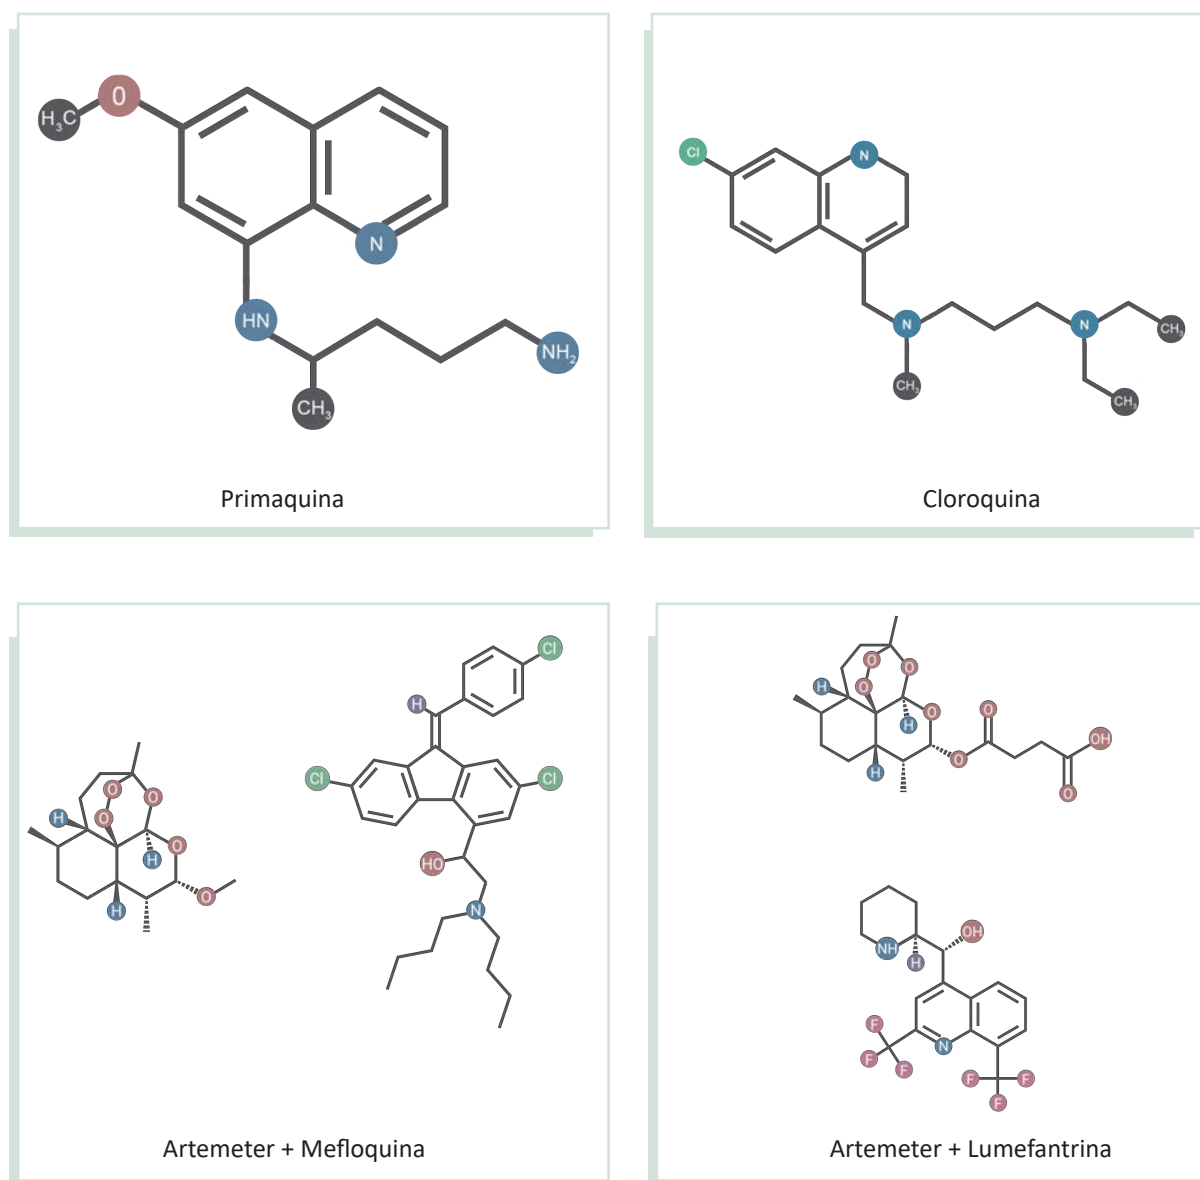 O
H₃C
N
HN
NH₂
CH₃
Primaquina
Cl
N
N
N
CH₃
CH₃
CH₃
Cloroquina
Cl
H
Cl
Cl
O
O
O
H
O
H
O
H
HO
N
Artemeter + Mefloquina
O
O
O
H
O
H
O
H
O
OH
O
OH
NH
H
F
F
F
N
F
F
F
Artemeter + Lumefantrina